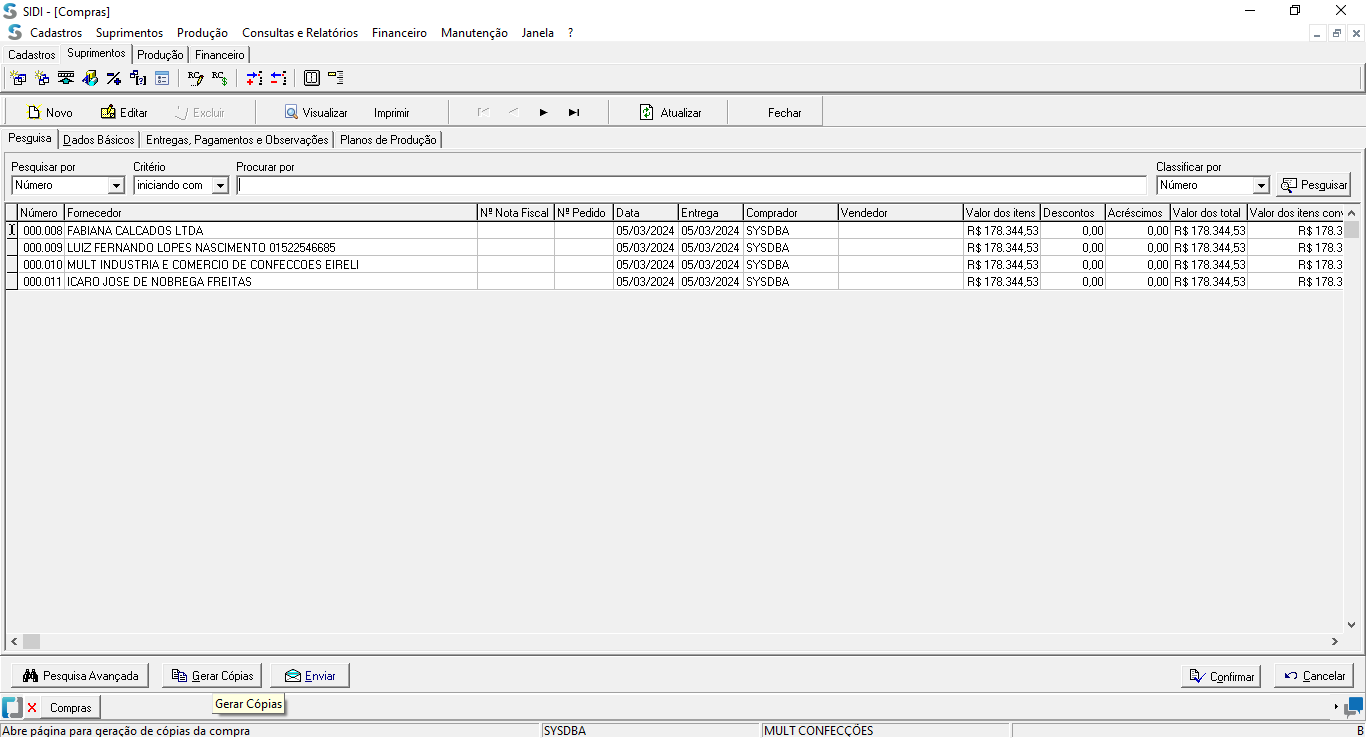 SIDI - [Compras]
Cadastros Suprimentos Produção Consultas e Relatórios Financeiro Manutenção Janela ?
Cadastros Suprimentos Produção Financeiro
Novo Editar Excluir Visualizar Imprimir Atualizar Fechar
Pesquisa Dados Básicos Entregas, Pagamentos e Observações Planos de Produção
Pesquisar por Critério Procurar por Classificar por
Número iniciando com Número Pesquisar
Número Fornecedor Nº Nota Fiscal Nº Pedido Data Entrega Comprador Vendedor Valor dos itens Descontos Acréscimos Valor dos total Valor dos itens conv
000.008 FABIANA CALCADOS LTDA 05/03/2024 05/03/2024 SYSDBA R$ 178.344,53 0,00 0,00 R$ 178.344,53 R$ 178.3
000.009 LUIZ FERNANDO LOPES NASCIMENTO 01522546685 05/03/2024 05/03/2024 SYSDBA R$ 178.344,53 0,00 0,00 R$ 178.344,53 R$ 178.3
000.010 MULT INDUSTRIA E COMERCIO DE CONFECCOES EIRELI 05/03/2024 05/03/2024 SYSDBA R$ 178.344,53 0,00 0,00 R$ 178.344,53 R$ 178.3
000.011 ICARO JOSE DE NOBREGA FREITAS 05/03/2024 05/03/2024 SYSDBA R$ 178.344,53 0,00 0,00 R$ 178.344,53 R$ 178.3
Pesquisa Avançada Gerar Cópias Enviar Confirmar Cancelar
Gerar Cópias
Compras
Abre página para geração de cópias da compra SYSDBA MULT CONFECÇÕES B